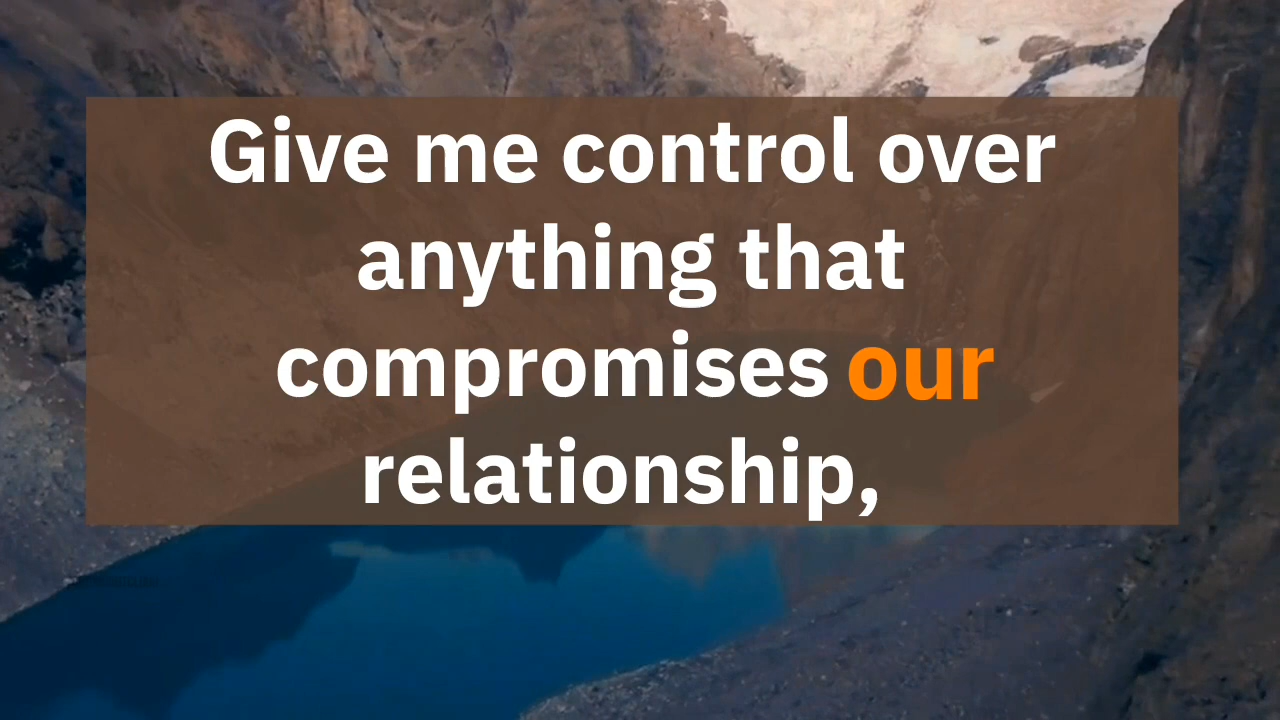 Give me control over
anything that
compromises our
relationship,